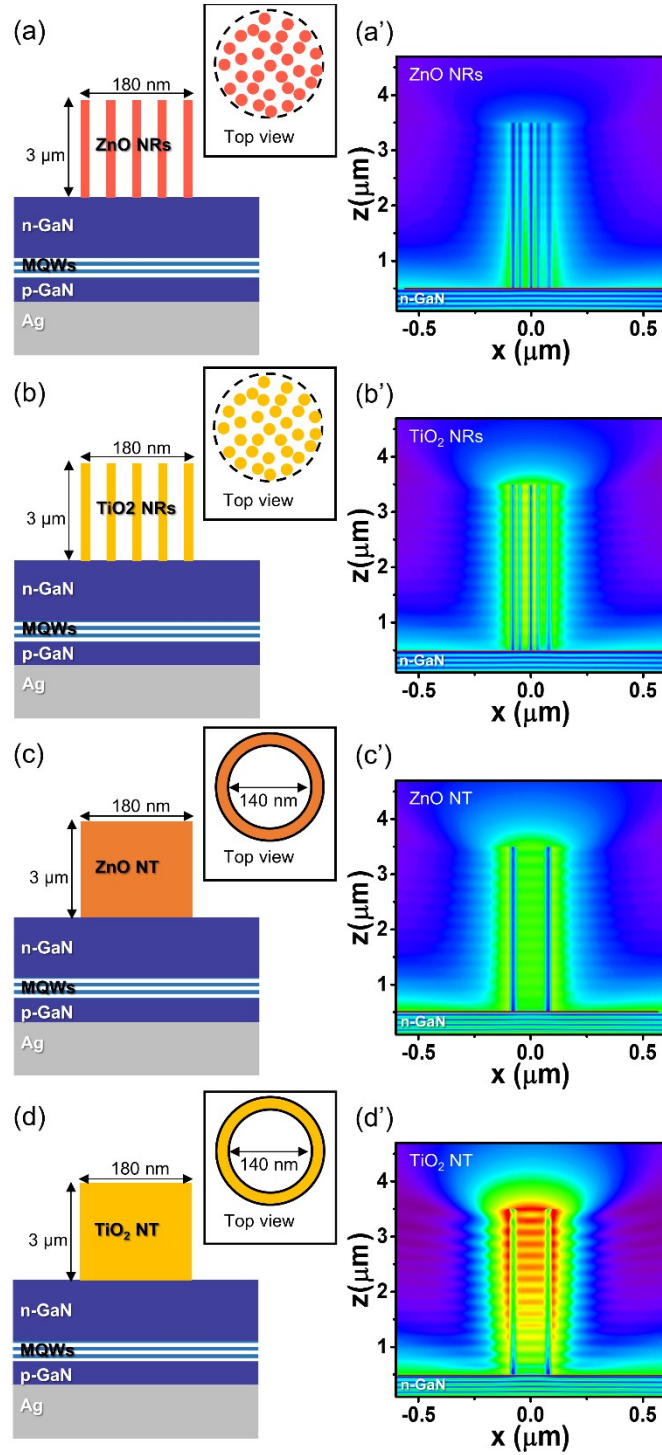 (a)
180 nm
3 μm
ZnO NRs
Top view
n-GaN
MQWs
p-GaN
Ag
(a')
ZnO NRs
z(μm)
4
3
2
1
n-GaN
-0.5
0.0
0.5
x (μm)
(b)
180 nm
3 μm
TiO2 NRs
Top view
n-GaN
MQWs
p-GaN
Ag
(b')
TiO₂ NRs
z(μm)
4
3
2
1
n-GaN
-0.5
0.0
0.5
x (μm)
(c)
180 nm
3 μm
ZnO NT
140 nm
Top view
n-GaN
MQWs
p-GaN
Ag
(c')
ZnO NT
z(μm)
4
3
2
1
n-GaN
-0.5
0.0
0.5
x (μm)
(d)
180 nm
3 μm
TiO₂ NT
140 nm
Top view
n-GaN
MQWs
p-GaN
Ag
(d')
TiO₂ NT
z(μm)
4
3
2
1
n-GaN
-0.5
0.0
0.5
x (μm)